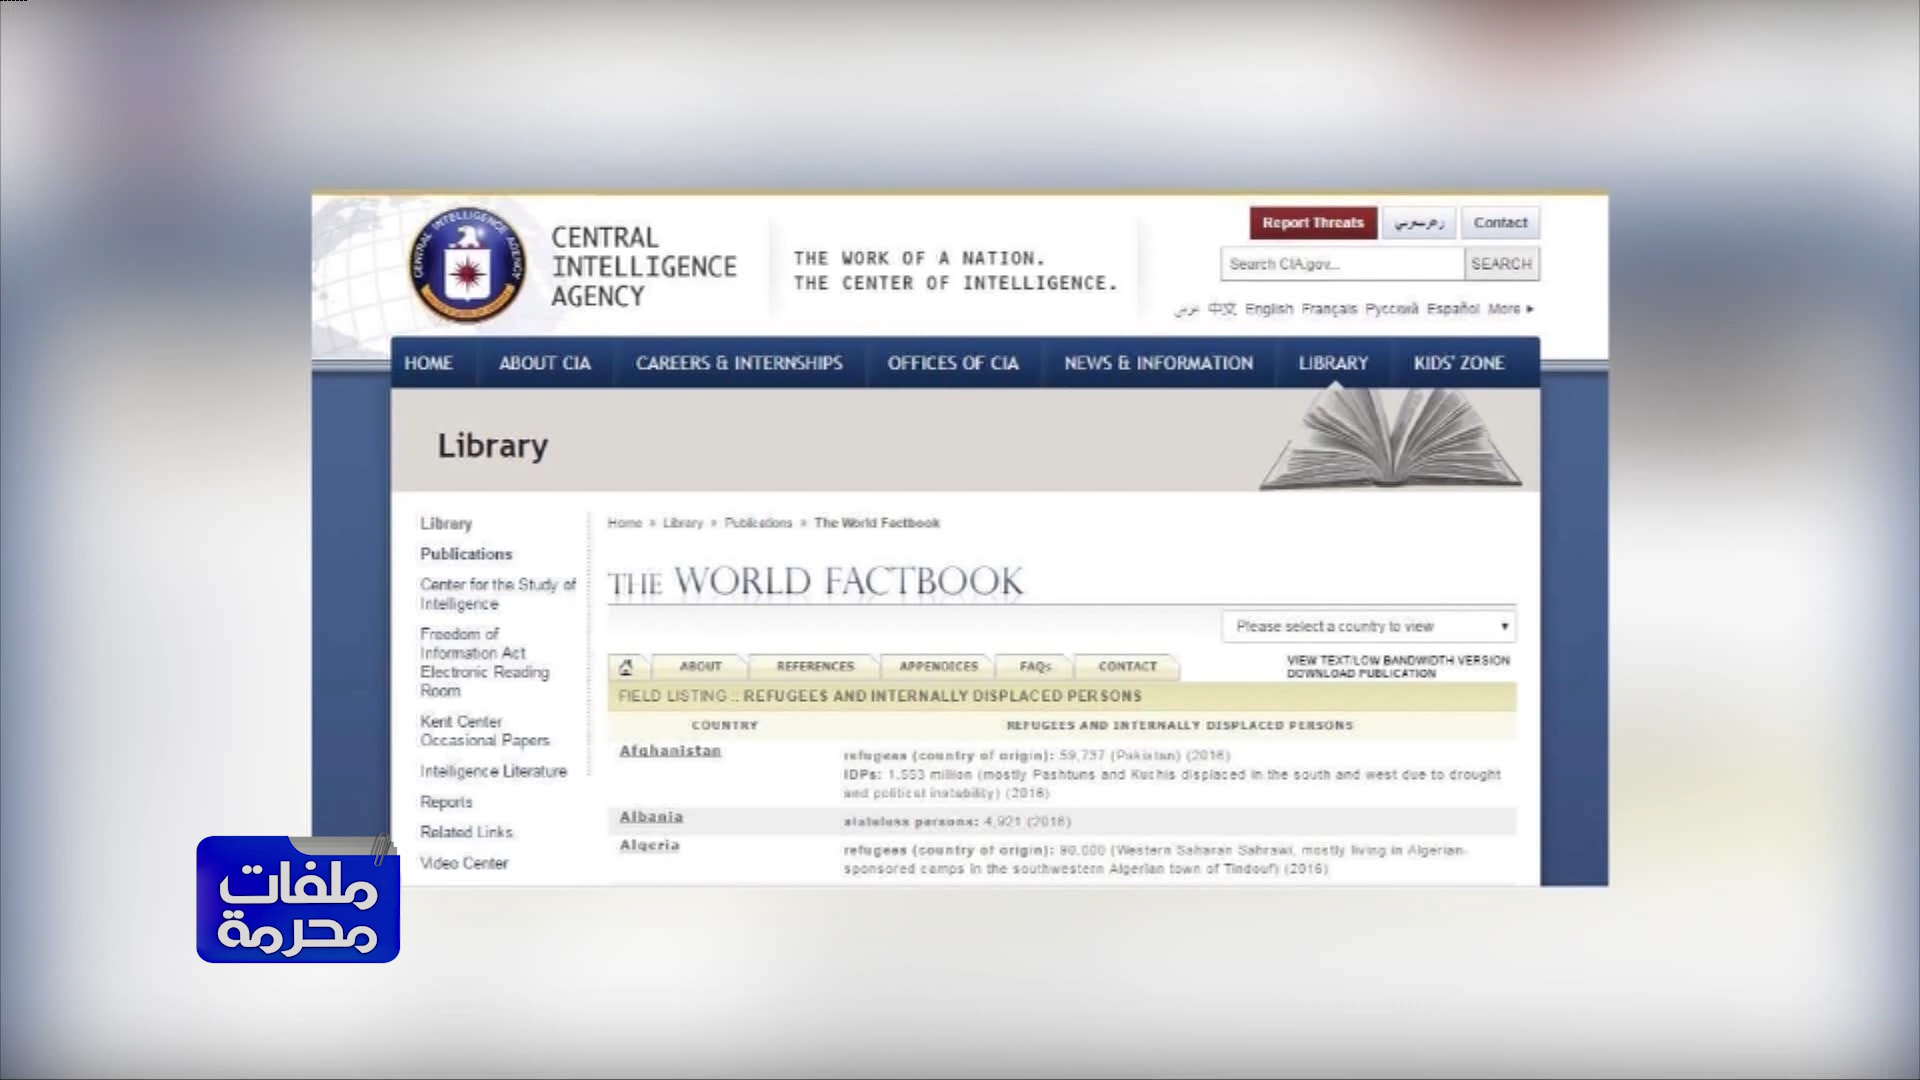 CENTRAL INTELLIGENCE AGENCY
CENTRAL
INTELLIGENCE
AGENCY
THE WORK OF A NATION.
THE CENTER OF INTELLIGENCE.
Report Threats
Contact
Search CIA.gov...
SEARCH
عربي 中文 English Français Русский Español More
HOME ABOUT CIA CAREERS & INTERNSHIPS OFFICES OF CIA NEWS & INFORMATION LIBRARY KIDS' ZONE
Library
Library
Publications
Center for the Study of
Intelligence
Freedom of
Information Act
Electronic Reading
Room
Kent Center
Occasional Papers
Intelligence Literature
Reports
Related Links
Video Center
Home » Library » Publications » The World Factbook
THE WORLD FACTBOOK
Please select a country to view
ABOUT REFERENCES APPENDICES FAQs CONTACT
VIEW TEXT/LOW BANDWIDTH VERSION
DOWNLOAD PUBLICATION
FIELD LISTING :: REFUGEES AND INTERNALLY DISPLACED PERSONS
COUNTRY REFUGEES AND INTERNALLY DISPLACED PERSONS
Afghanistan
refugees (country of origin): 59,737 (Pakistan) (2016)
IDPs: 1.553 million (mostly Pashtuns and Kuchis displaced in the south and west due to drought
and political instability) (2016)
Albania
stateless persons: 4,921 (2016)
Algeria
refugees (country of origin): 90,000 (Western Saharan Sahrawi, mostly living in Algerian-
sponsored camps in the southwestern Algerian town of Tindouf) (2016)
ملفات
محرمة